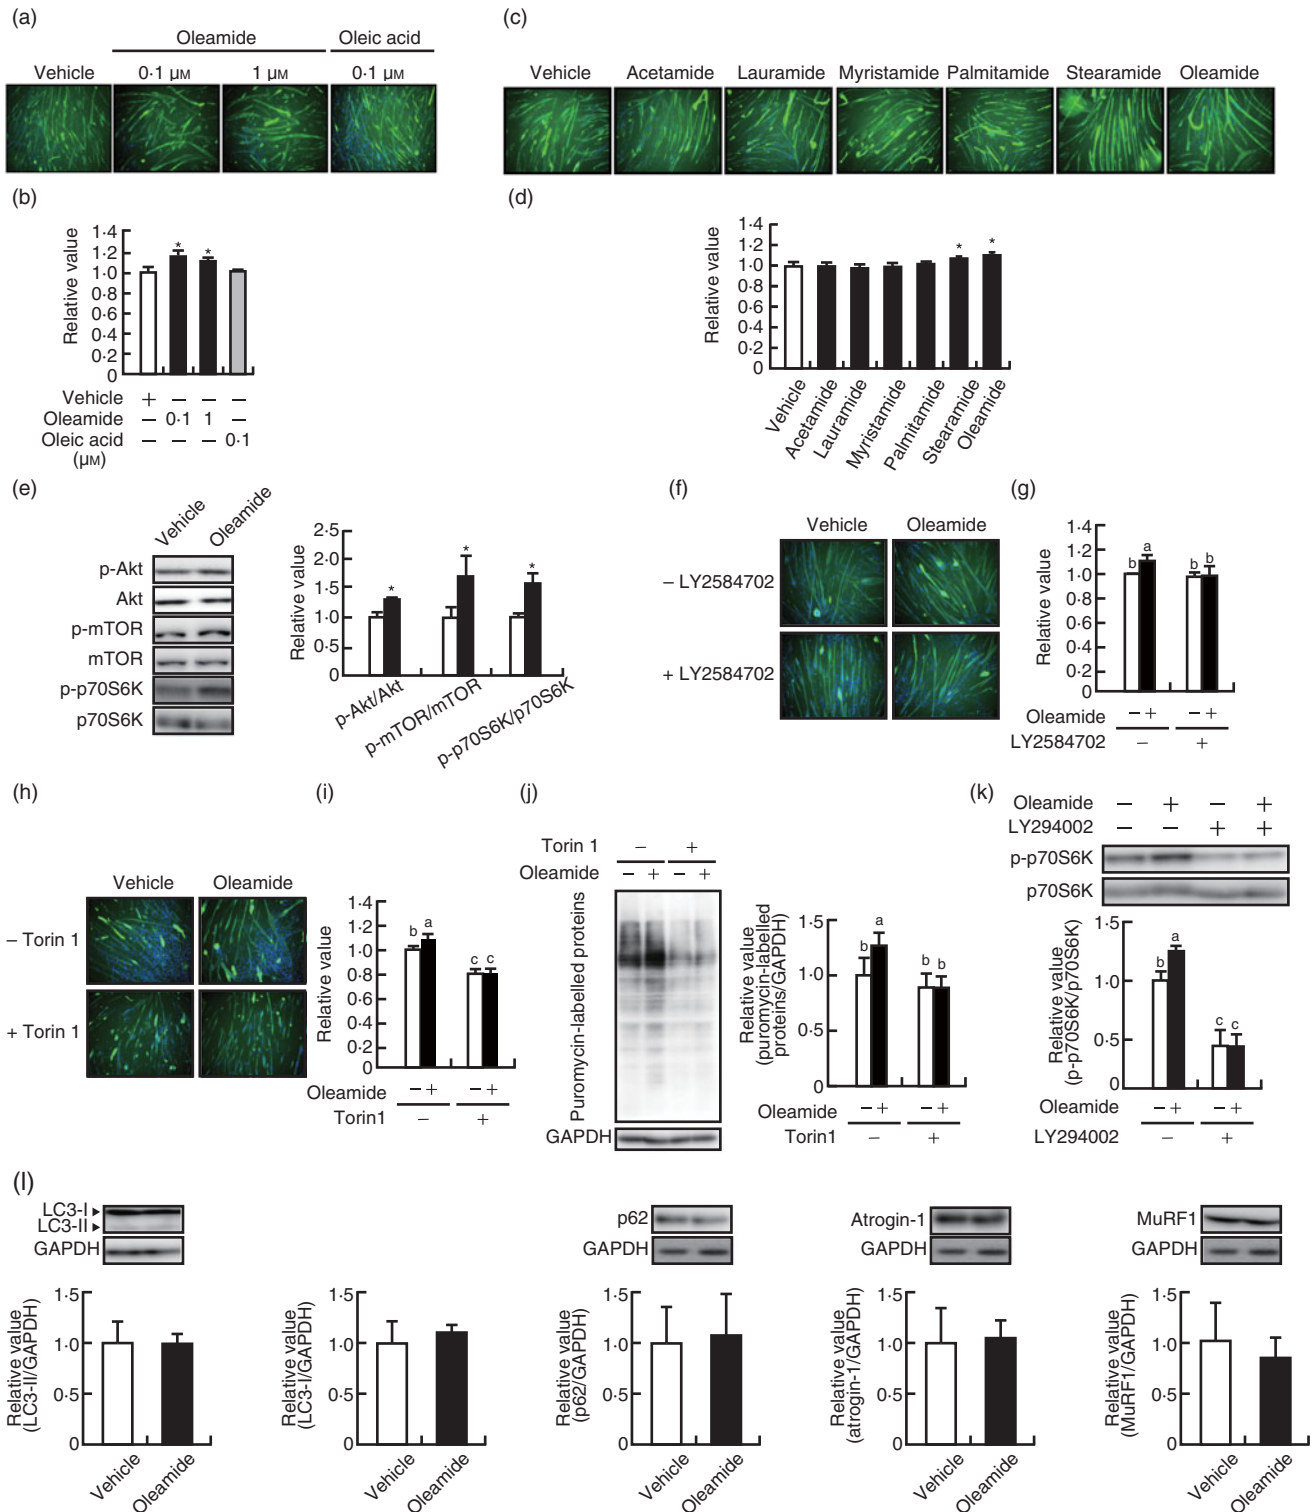 (a)
Oleamide Oleic acid
Vehicle 0·1 μM 1 μM 0·1 μM
(c)
Vehicle Acetamide Lauramide Myristamide Palmitamide Stearamide Oleamide
(b)
Relative value
1·4
1·2
1·0
0·8
0·6
0·4
0·2
0
* *
Vehicle + – – –
Oleamide – 0·1 1 –
Oleic acid – – – 0·1
(μM)
(d)
Relative value
1·4
1·2
1·0
0·8
0·6
0·4
0·2
0
* *
Vehicle
Acetamide
Lauramide
Myristamide
Palmitamide
Stearamide
Oleamide
(e)
Vehicle Oleamide
p-Akt
Akt
p-mTOR
mTOR
p-p70S6K
p70S6K
Relative value
2·5
2·0
1·5
1·0
0·5
0
* * *
p-Akt/Akt
p-mTOR/mTOR
p-p70S6K/p70S6K
(f)
Vehicle Oleamide
– LY2584702
+ LY2584702
(g)
Relative value
1·4
1·2
1·0
0·8
0·6
0·4
0·2
0
b a b b
Oleamide – + – +
LY2584702 – +
(h)
Vehicle Oleamide
– Torin 1
+ Torin 1
(i)
Relative value
1·4
1·2
1·0
0·8
0·6
0·4
0·2
0
b a c c
Oleamide – + – +
Torin1 – +
(j)
Torin 1 – +
Oleamide – + – +
Puromycin-labelled proteins
GAPDH
Relative value
(puromycin-labelled
proteins/GAPDH)
1·5
1·0
0·5
0
b a b b
Oleamide – + – +
Torin1 – +
(k)
Oleamide – + – +
LY294002 – – + +
p-p70S6K
p70S6K
Relative value
(p-p70S6K/p70S6K)
1·5
1·0
0·5
0
b a c c
Oleamide – + – +
LY294002 – +
(l)
LC3-I
LC3-II
GAPDH
Relative value
(LC3-II/GAPDH)
1·5
1·0
0·5
0
Vehicle
Oleamide
Relative value
(LC3-I/GAPDH)
1·5
1·0
0·5
0
Vehicle
Oleamide
p62
GAPDH
Relative value
(p62/GAPDH)
1·5
1·0
0·5
0
Vehicle
Oleamide
Atrogin-1
GAPDH
Relative value
(atrogin-1/GAPDH)
1·5
1·0
0·5
0
Vehicle
Oleamide
MuRF1
GAPDH
Relative value
(MuRF1/GAPDH)
1·5
1·0
0·5
0
Vehicle
Oleamide